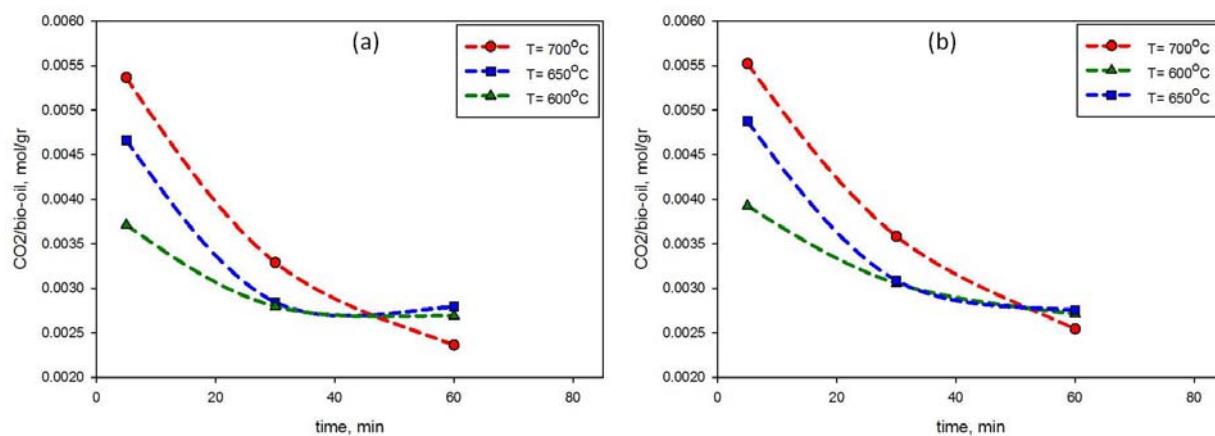 0.0060
0.0055
0.0050
0.0045
0.0040
0.0035
0.0030
0.0025
0.0020
CO2/bio-oil, mol/gr
(a)
T= 700°C
T= 650°C
T= 600°C
0 20 40 60 80
time, min
0.0060
0.0055
0.0050
0.0045
0.0040
0.0035
0.0030
0.0025
0.0020
CO2/bio-oil, mol/gr
(b)
T= 700°C
T= 600°C
T= 650°C
0 20 40 60 80
time, min